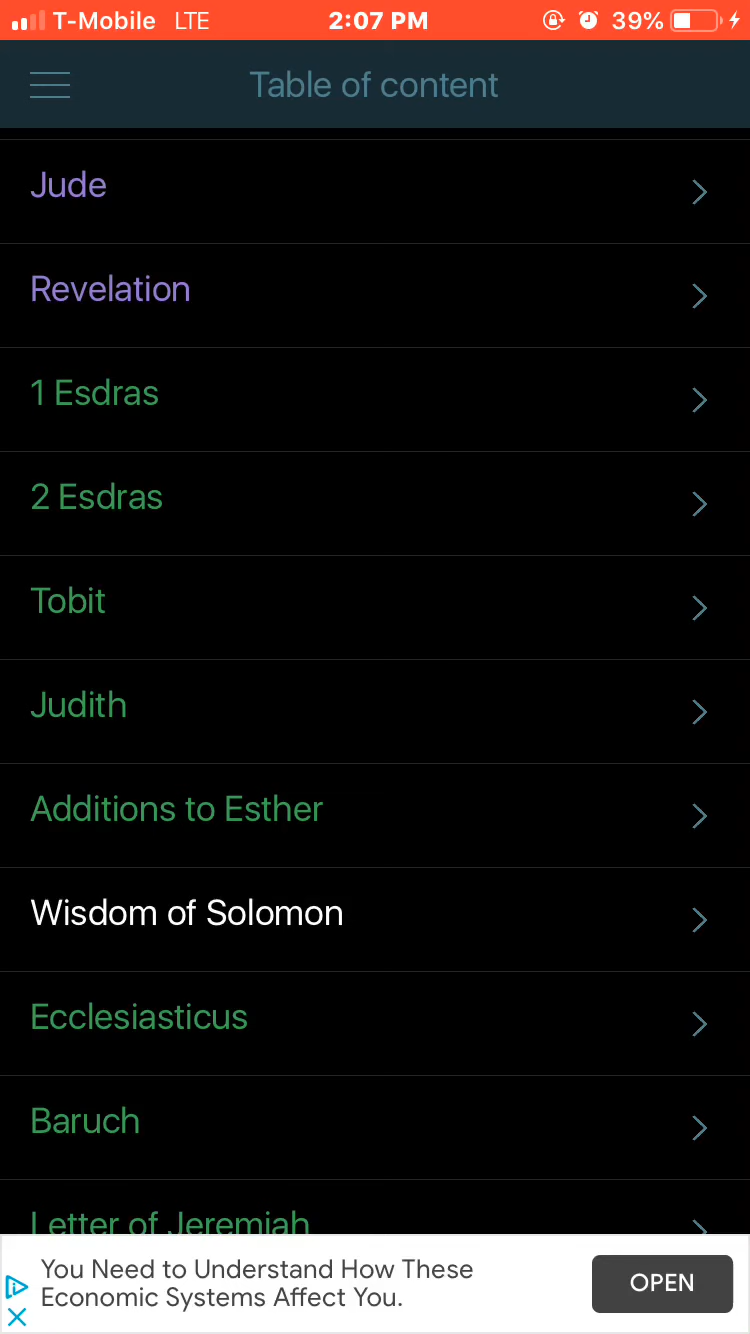 T-Mobile LTE 2:07 PM 39%
Table of content
Jude
Revelation
1 Esdras
2 Esdras
Tobit
Judith
Additions to Esther
Wisdom of Solomon
Ecclesiasticus
Baruch
Letter of Jeremiah
You Need to Understand How These
Economic Systems Affect You.
OPEN